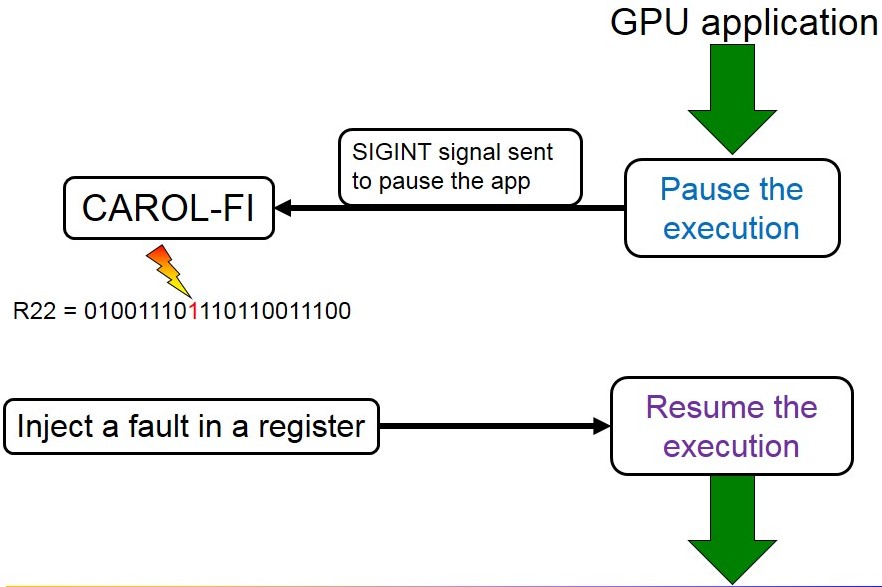 GPU application
SIGINT signal sent
to pause the app
Pause the
execution
CAROL-FI
R22 = 010011101110110011100
Inject a fault in a register
Resume the
execution